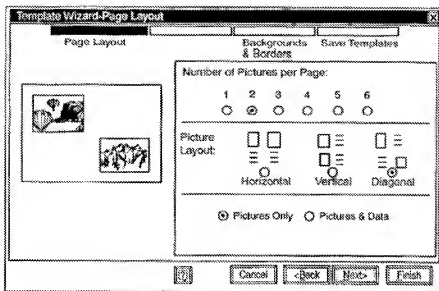 Template Wizard-Page Layout
Page Layout
Backgrounds & Borders
Save Templates
Number of Pictures per Page:
1 2 3 4 5 6
Picture Layout:
Horizontal Vertical Diagonal
Pictures Only Pictures & Data
? Cancel <Back Next> Finish